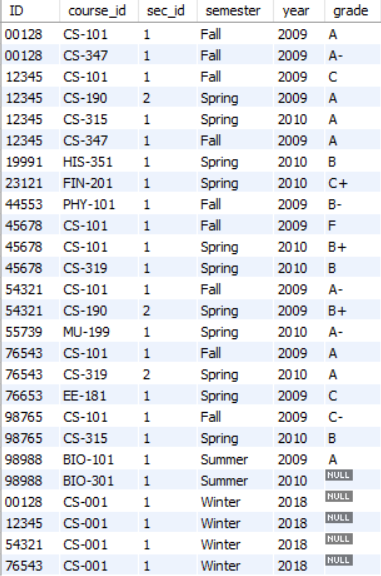 ID course_id sec_id semester year grade
00128 CS-101 1 Fall 2009 A
00128 CS-347 1 Fall 2009 A-
12345 CS-101 1 Fall 2009 C
12345 CS-190 2 Spring 2009 A
12345 CS-315 1 Spring 2010 A
12345 CS-347 1 Fall 2009 A
19991 HIS-351 1 Spring 2010 B
23121 FIN-201 1 Spring 2010 C+
44553 PHY-101 1 Fall 2009 B-
45678 CS-101 1 Fall 2009 F
45678 CS-101 1 Spring 2010 B+
45678 CS-319 1 Spring 2010 B
54321 CS-101 1 Fall 2009 A-
54321 CS-190 2 Spring 2009 B+
55739 MU-199 1 Spring 2010 A-
76543 CS-101 1 Fall 2009 A
76543 CS-319 2 Spring 2010 A
76653 EE-181 1 Spring 2009 C
98765 CS-101 1 Fall 2009 C-
98765 CS-315 1 Spring 2010 B
98988 BIO-101 1 Summer 2009 A
98988 BIO-301 1 Summer 2010 NULL
00128 CS-001 1 Winter 2018 NULL
12345 CS-001 1 Winter 2018 NULL
54321 CS-001 1 Winter 2018 NULL
76543 CS-001 1 Winter 2018 NULL